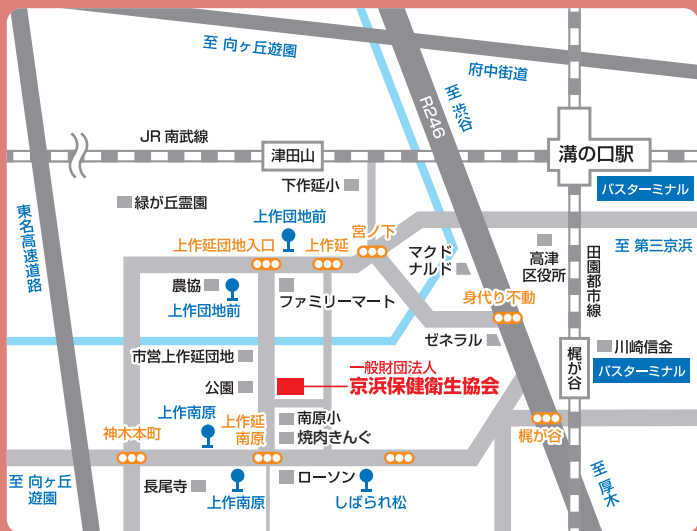 至 向ヶ丘遊園
府中街道
至 渋谷
R246
JR 南武線
津田山
溝の口駅
バスターミナル
下作延小
緑が丘霊園
上作団地前
宮ノ下
東名高速道路
上作延団地入口
上作延
マクド
ナルド
高津
区役所
田園都市線
至 第三京浜
農協
上作団地前
ファミリーマート
身代り不動
ゼネラル
梶が谷
川崎信金
バスターミナル
市営上作延団地
公園
一般財団法人
京浜保健衛生協会
上作南原
上作延
南原
南原小
焼肉きんぐ
神木本町
梶が谷
至 向ヶ丘
遊園
長尾寺
上作南原
ローソン
しばられ松
至 厚木